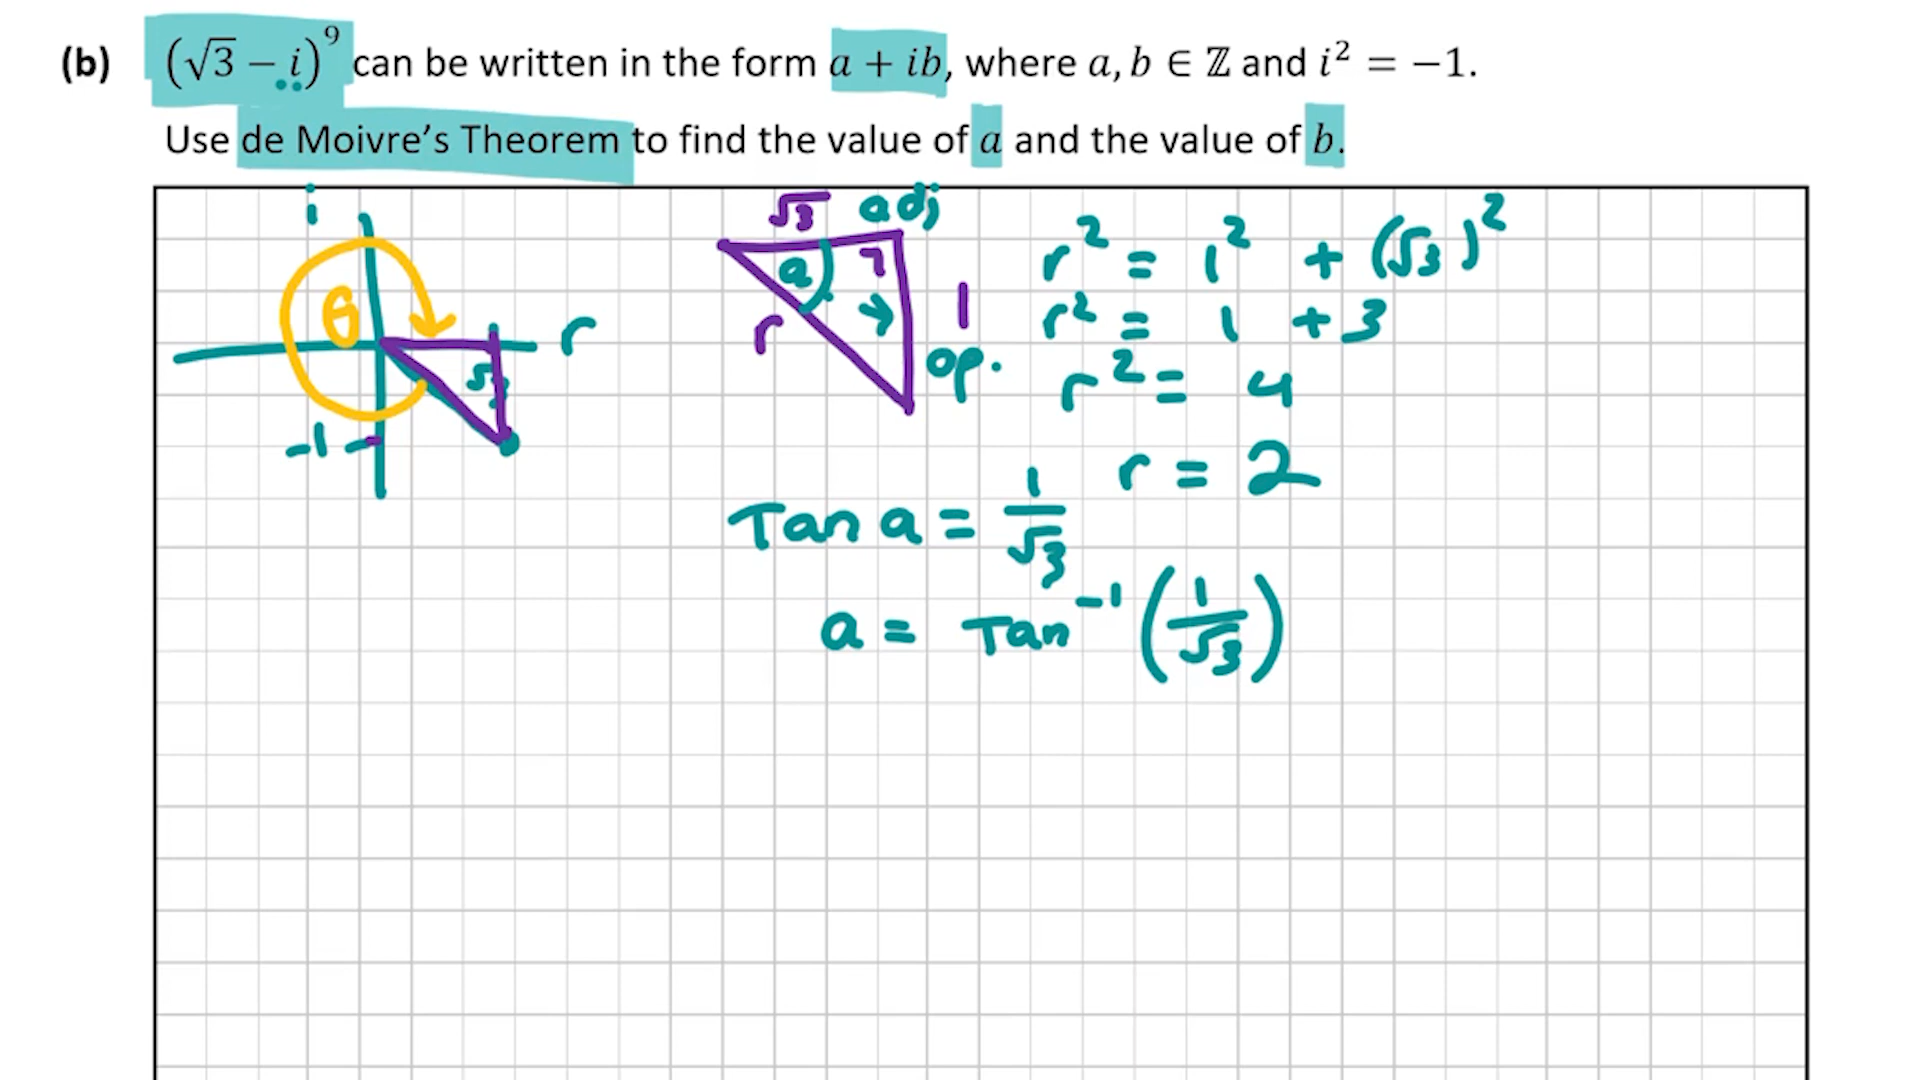 (b) (√3 − i)⁹ can be written in the form a + ib, where a, b ∈ ℤ and i² = −1.
Use de Moivre's Theorem to find the value of a and the value of b.
i
θ
r
√3
-1
√3 adj
a
1
r
op.
r² = 1² + (√3)²
r² = 1 + 3
r² = 4
r = 2
Tan a = 1/√3
a = Tan⁻¹ (1/√3)